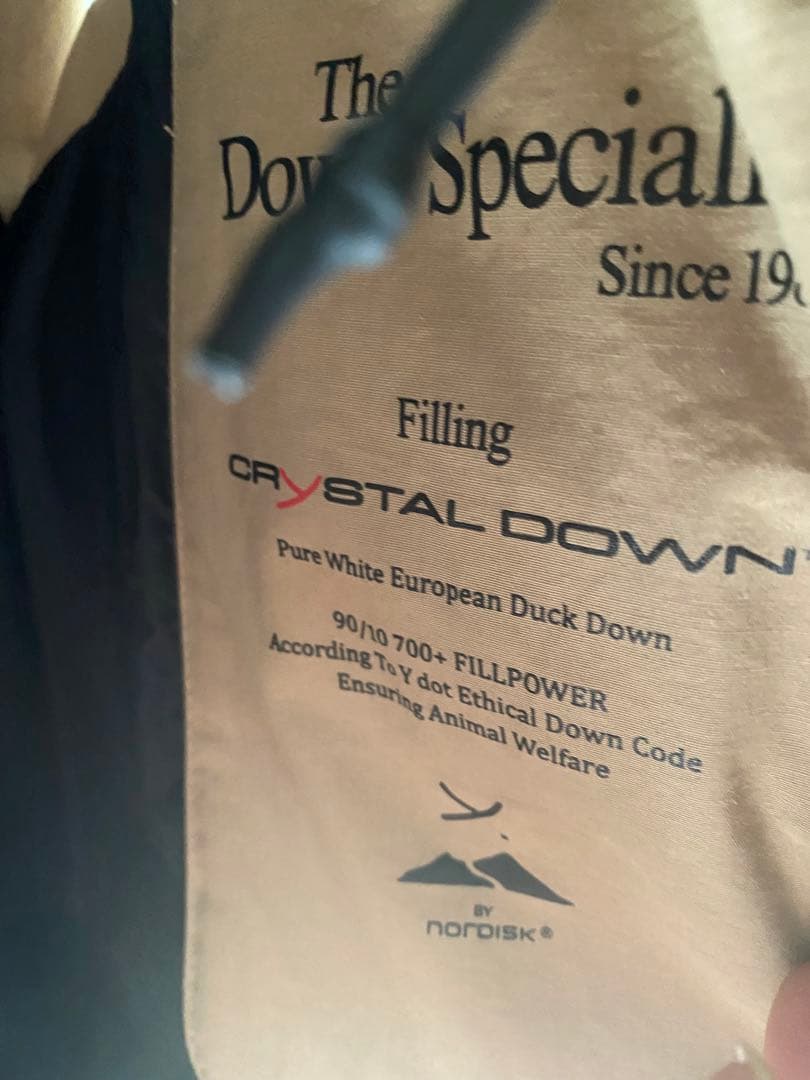 The
Special
Since 19
Filling
CRYSTAL DOWN
Pure White European Duck Down
90/10 700+ FILLPOWER
According To Y dot Ethical Down Code
Ensuring Animal Welfare
y.
BY
NORDISK®